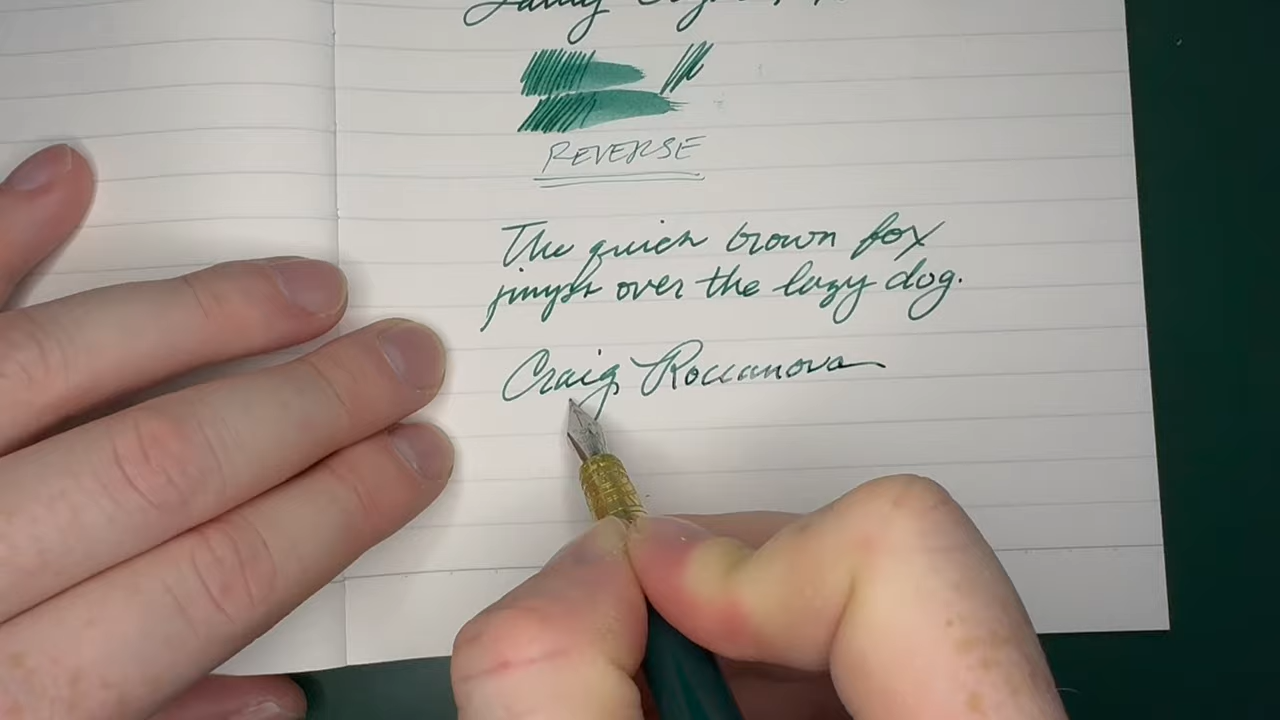 REVERSE
The quick brown fox
jumps over the lazy dog.
Craig Roccanova